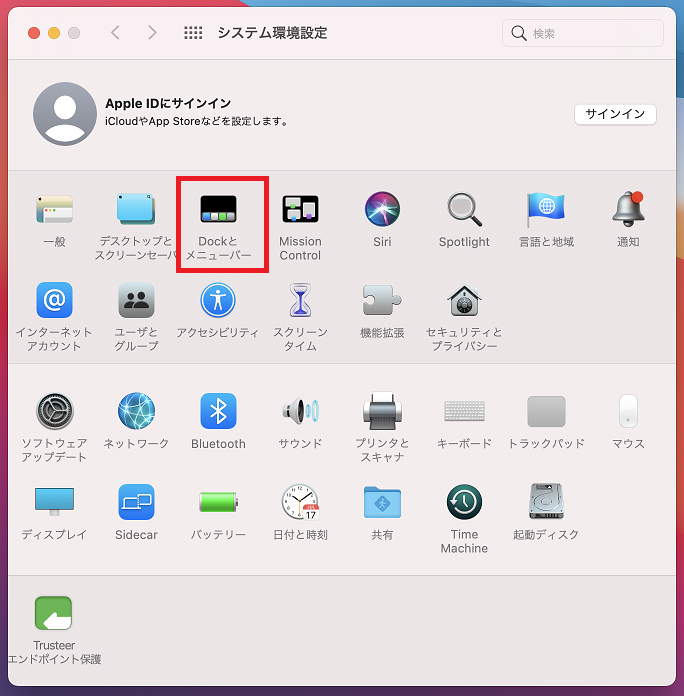 システム環境設定
検索
Apple IDにサインイン
iCloudやApp Storeなどを設定します。
サインイン
一般
デスクトップと
スクリーンセーバ
Dockと
メニューバー
Mission
Control
Siri
Spotlight
言語と地域
通知
インターネット
アカウント
ユーザと
グループ
アクセシビリティ
スクリーン
タイム
機能拡張
セキュリティと
プライバシー
ソフトウェア
アップデート
ネットワーク
Bluetooth
サウンド
プリンタと
スキャナ
キーボード
トラックパッド
マウス
ディスプレイ
Sidecar
バッテリー
17
日付と時刻
共有
Time
Machine
起動ディスク
Trusteer
エンドポイント保護